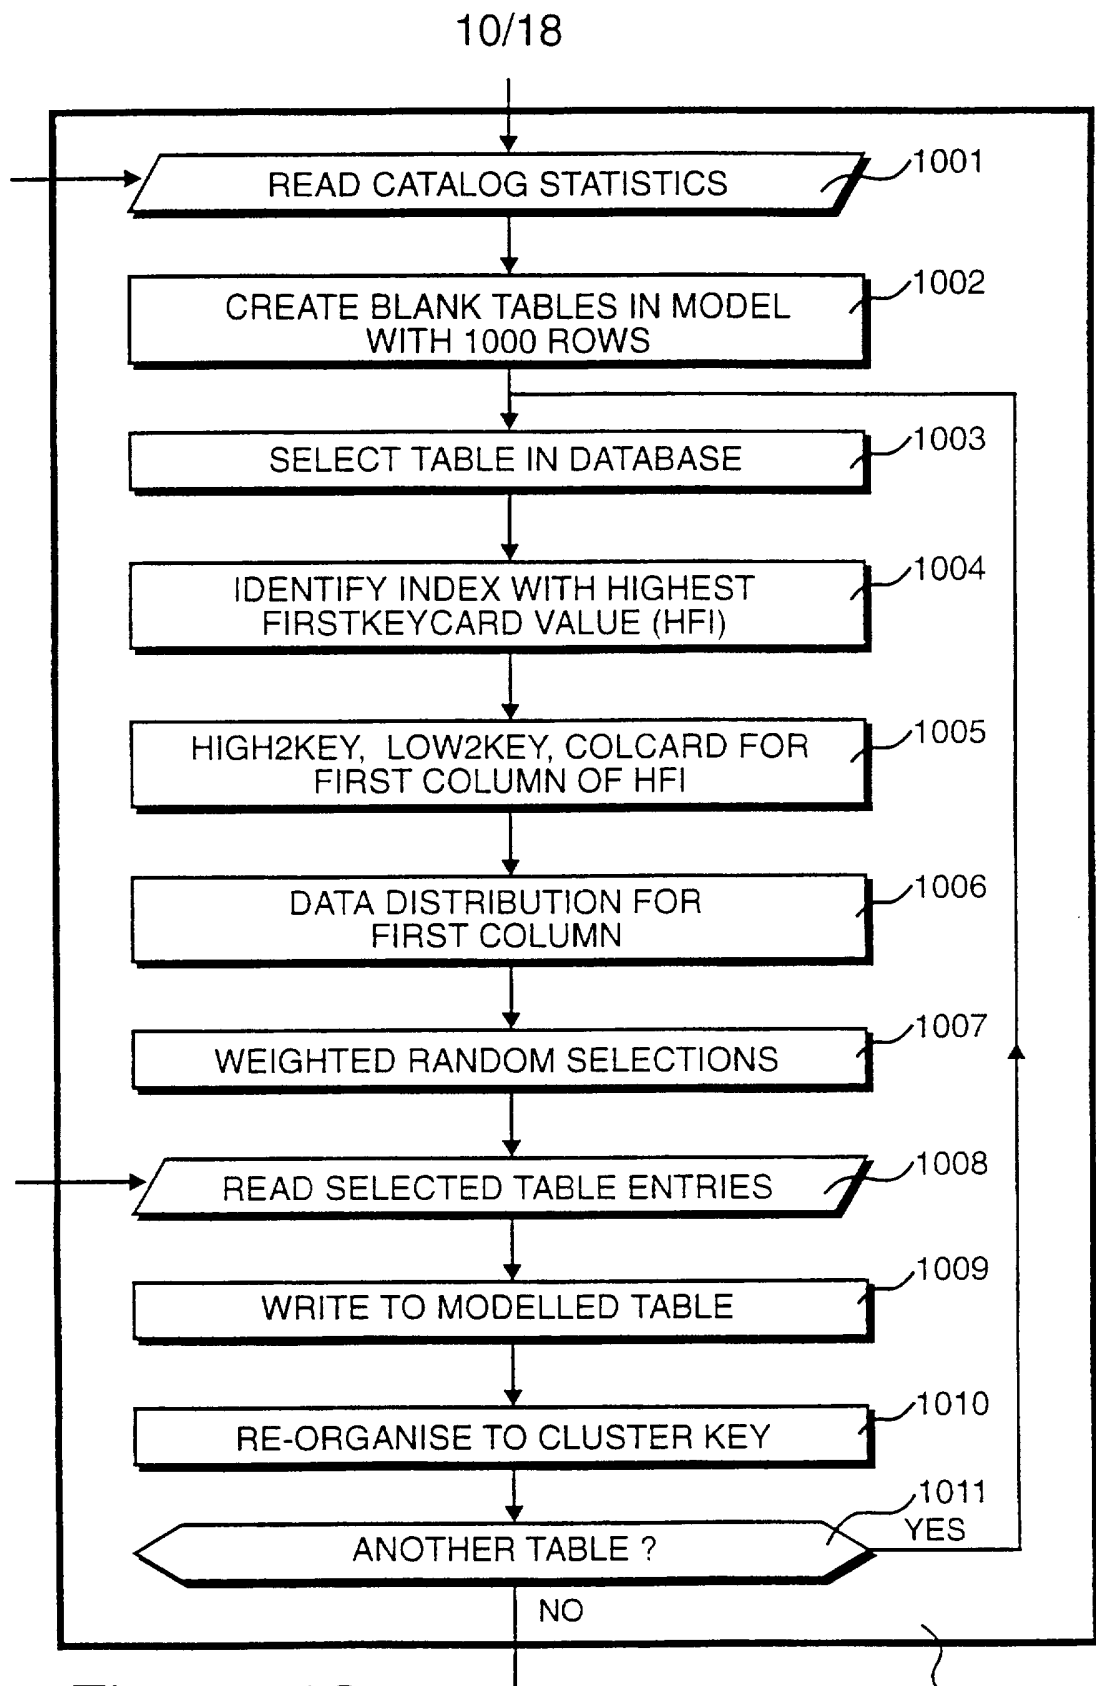 10/18
READ CATALOG STATISTICS
1001
CREATE BLANK TABLES IN MODEL
WITH 1000 ROWS
1002
SELECT TABLE IN DATABASE
1003
IDENTIFY INDEX WITH HIGHEST
FIRSTKEYCARD VALUE (HFI)
1004
HIGH2KEY, LOW2KEY, COLCARD FOR
FIRST COLUMN OF HFI
1005
DATA DISTRIBUTION FOR
FIRST COLUMN
1006
WEIGHTED RANDOM SELECTIONS
1007
READ SELECTED TABLE ENTRIES
1008
WRITE TO MODELLED TABLE
1009
RE-ORGANISE TO CLUSTER KEY
1010
ANOTHER TABLE ?
1011
YES
NO